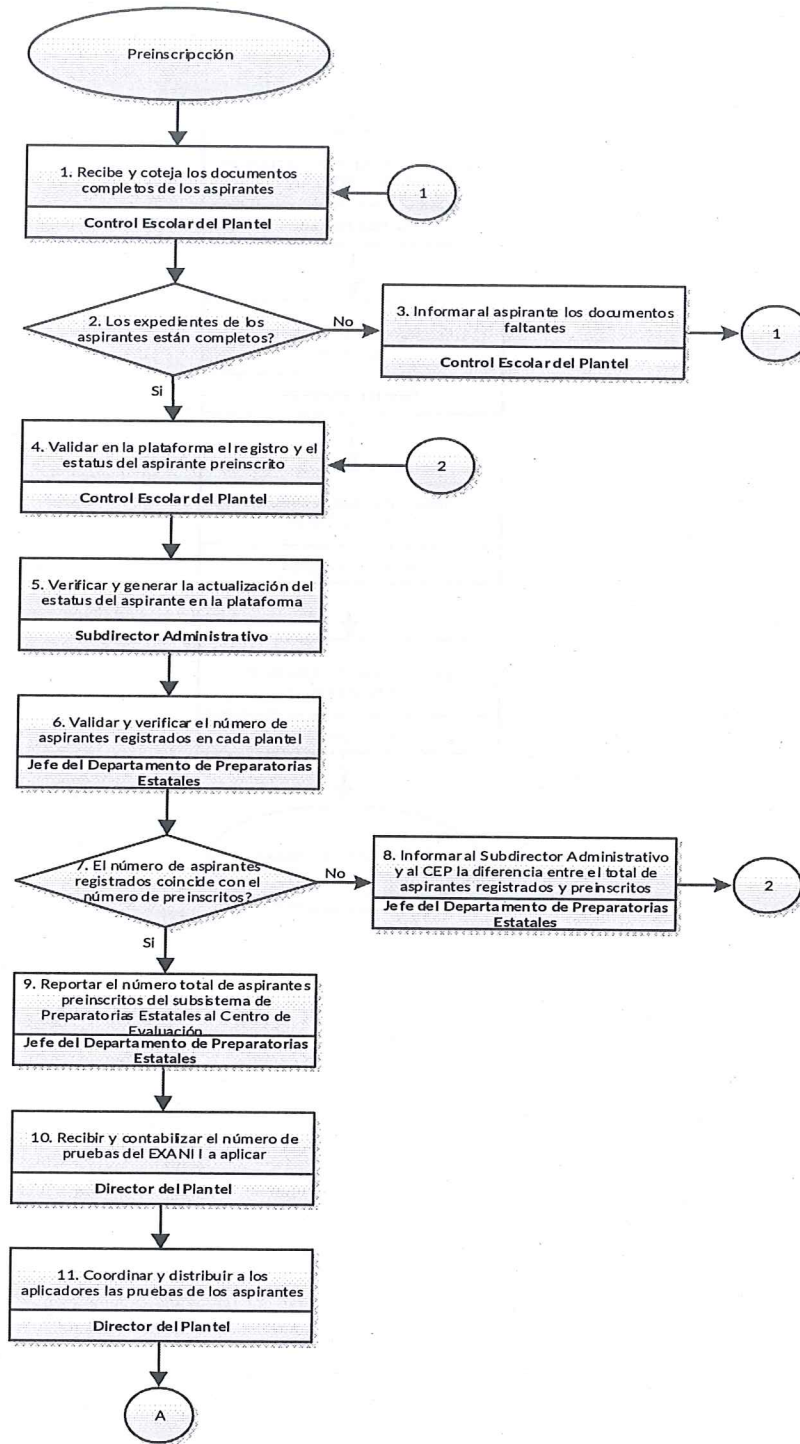 Preinscripcción
1. Recibe y coteja los documentos
completos de los aspirantes
Control Escolar del Plantel
1
2. Los expedientes de los
aspirantes están completos?
No
3. Informar al aspirante los documentos
faltantes
Control Escolar del Plantel
1
Si
4. Validar en la plataforma el registro y el
estatus del aspirante preinscrito
Control Escolar del Plantel
2
5. Verificar y generar la actualización del
estatus del aspirante en la plataforma
Subdirector Administrativo
6. Validar y verificar el número de
aspirantes registrados en cada plantel
Jefe del Departamento de Preparatorias
Estatales
7. El número de aspirantes
registrados coincide con el
número de preinscritos?
No
8. Informar al Subdirector Administrativo
y al CEP la diferencia entre el total de
aspirantes registrados y preinscritos
Jefe del Departamento de Preparatorias
Estatales
2
Si
9. Reportar el número total de aspirantes
preinscritos del subsistema de
Preparatorias Estatales al Centro de
Evaluación
Jefe del Departamento de Preparatorias
Estatales
10. Recibir y contabilizar el número de
pruebas del EXANI I a aplicar
Director del Plantel
11. Coordinar y distribuir a los
aplicadores las pruebas de los aspirantes
Director del Plantel
A